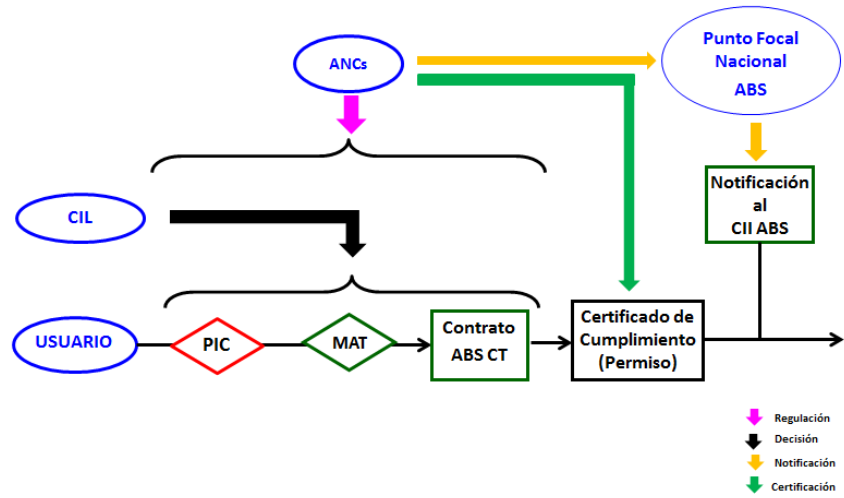 ANCs
Punto Focal
Nacional
ABS
Notificación
al
CII ABS
CIL
USUARIO
PIC
MAT
Contrato
ABS CT
Certificado de
Cumplimiento
(Permiso)
Regulación
Decisión
Notificación
Certificación